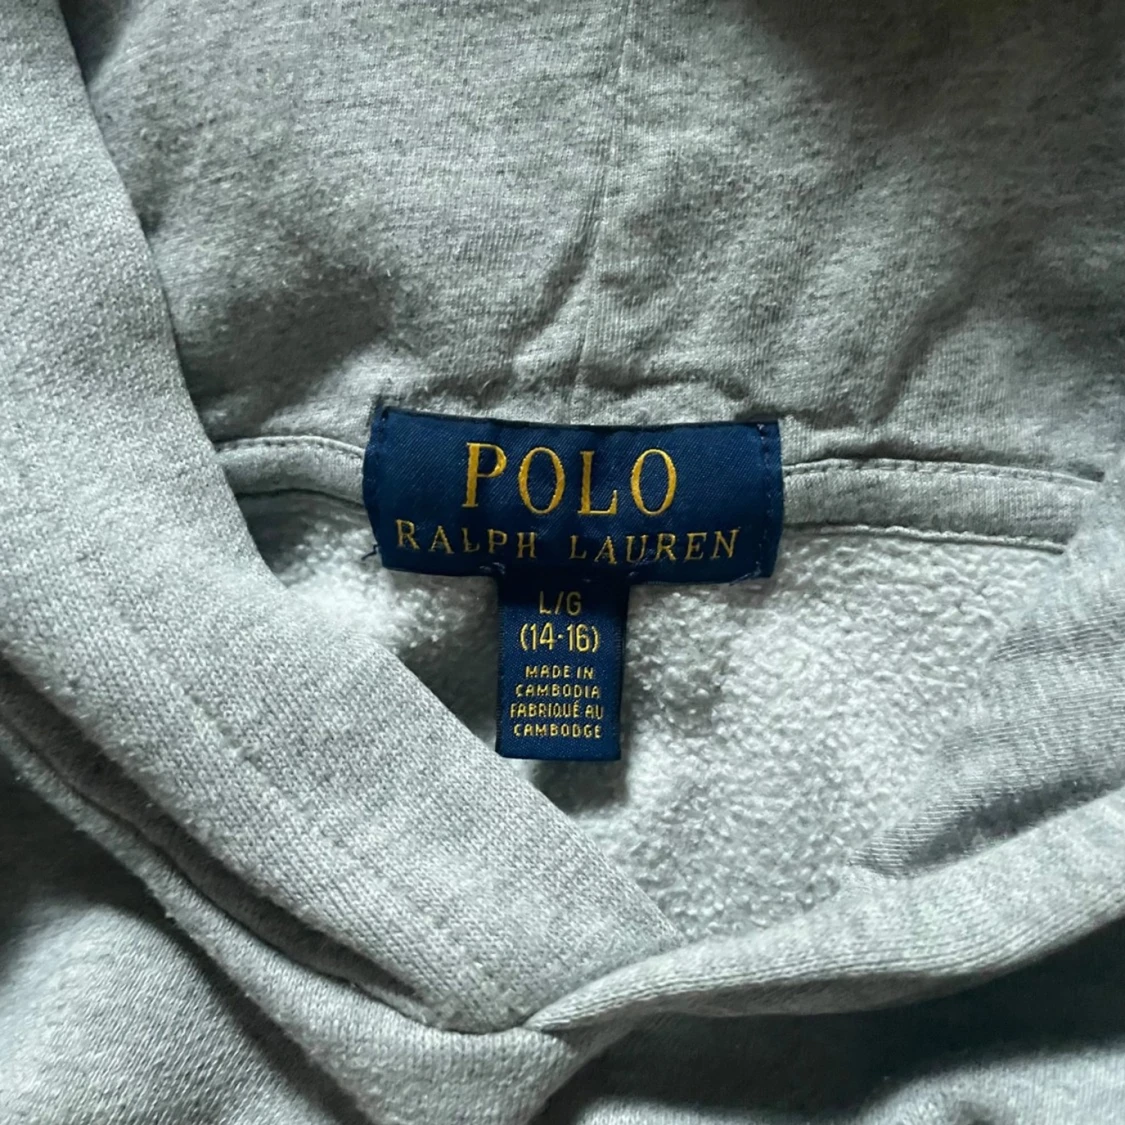 POLO
RALPH LAUREN
L/G
(14-16)
MADE IN
CAMBODIA
FABRIQUÉ AU
CAMBODGE